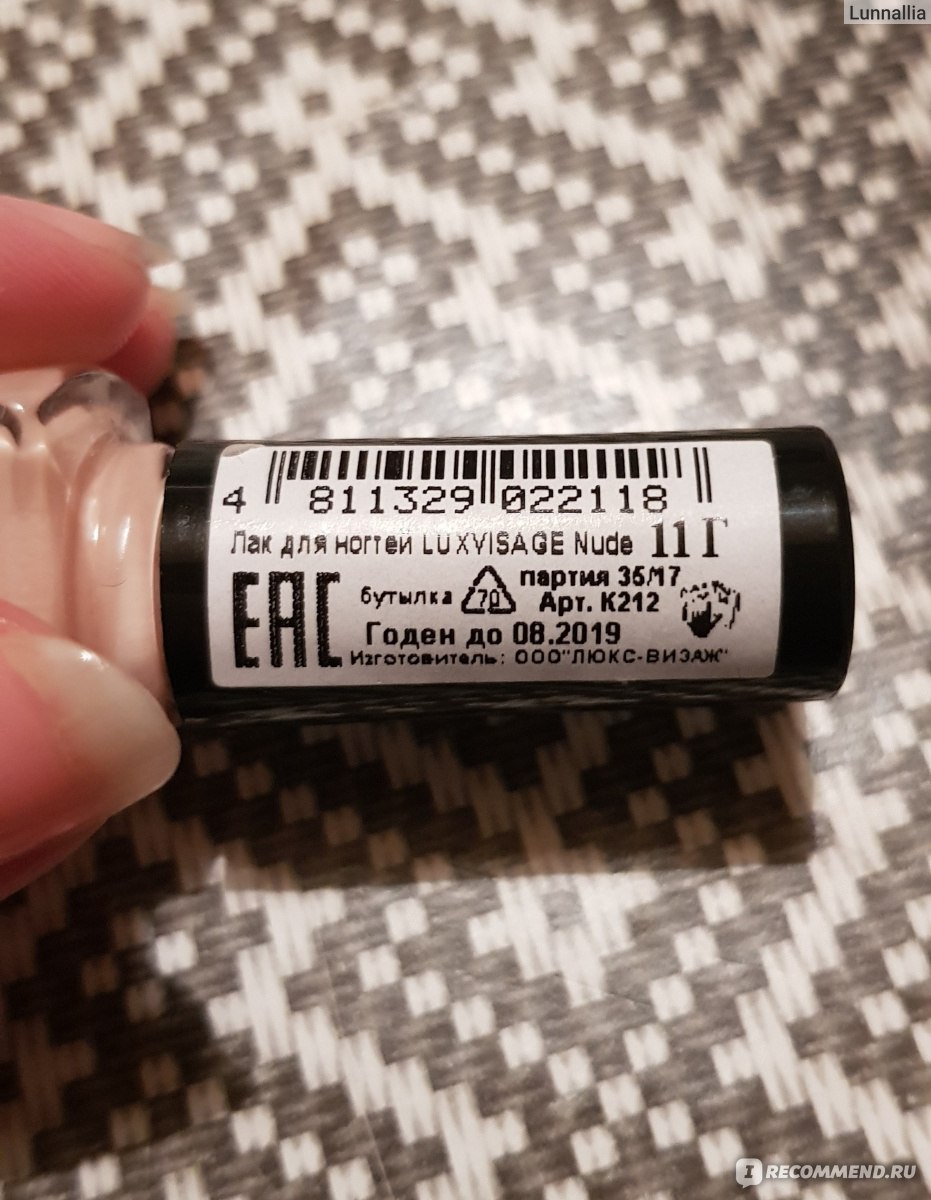 Lunnallia
4 811329 022118
Лак для ногтей LUXVISAGE Nude 11 Г
EAC
бутылка 70 партия 35/17
Арт. К212
Годен до 08.2019
Изготовитель: ООО"ЛЮКС-ВИЗАЖ"
IRECOMMEND.RU